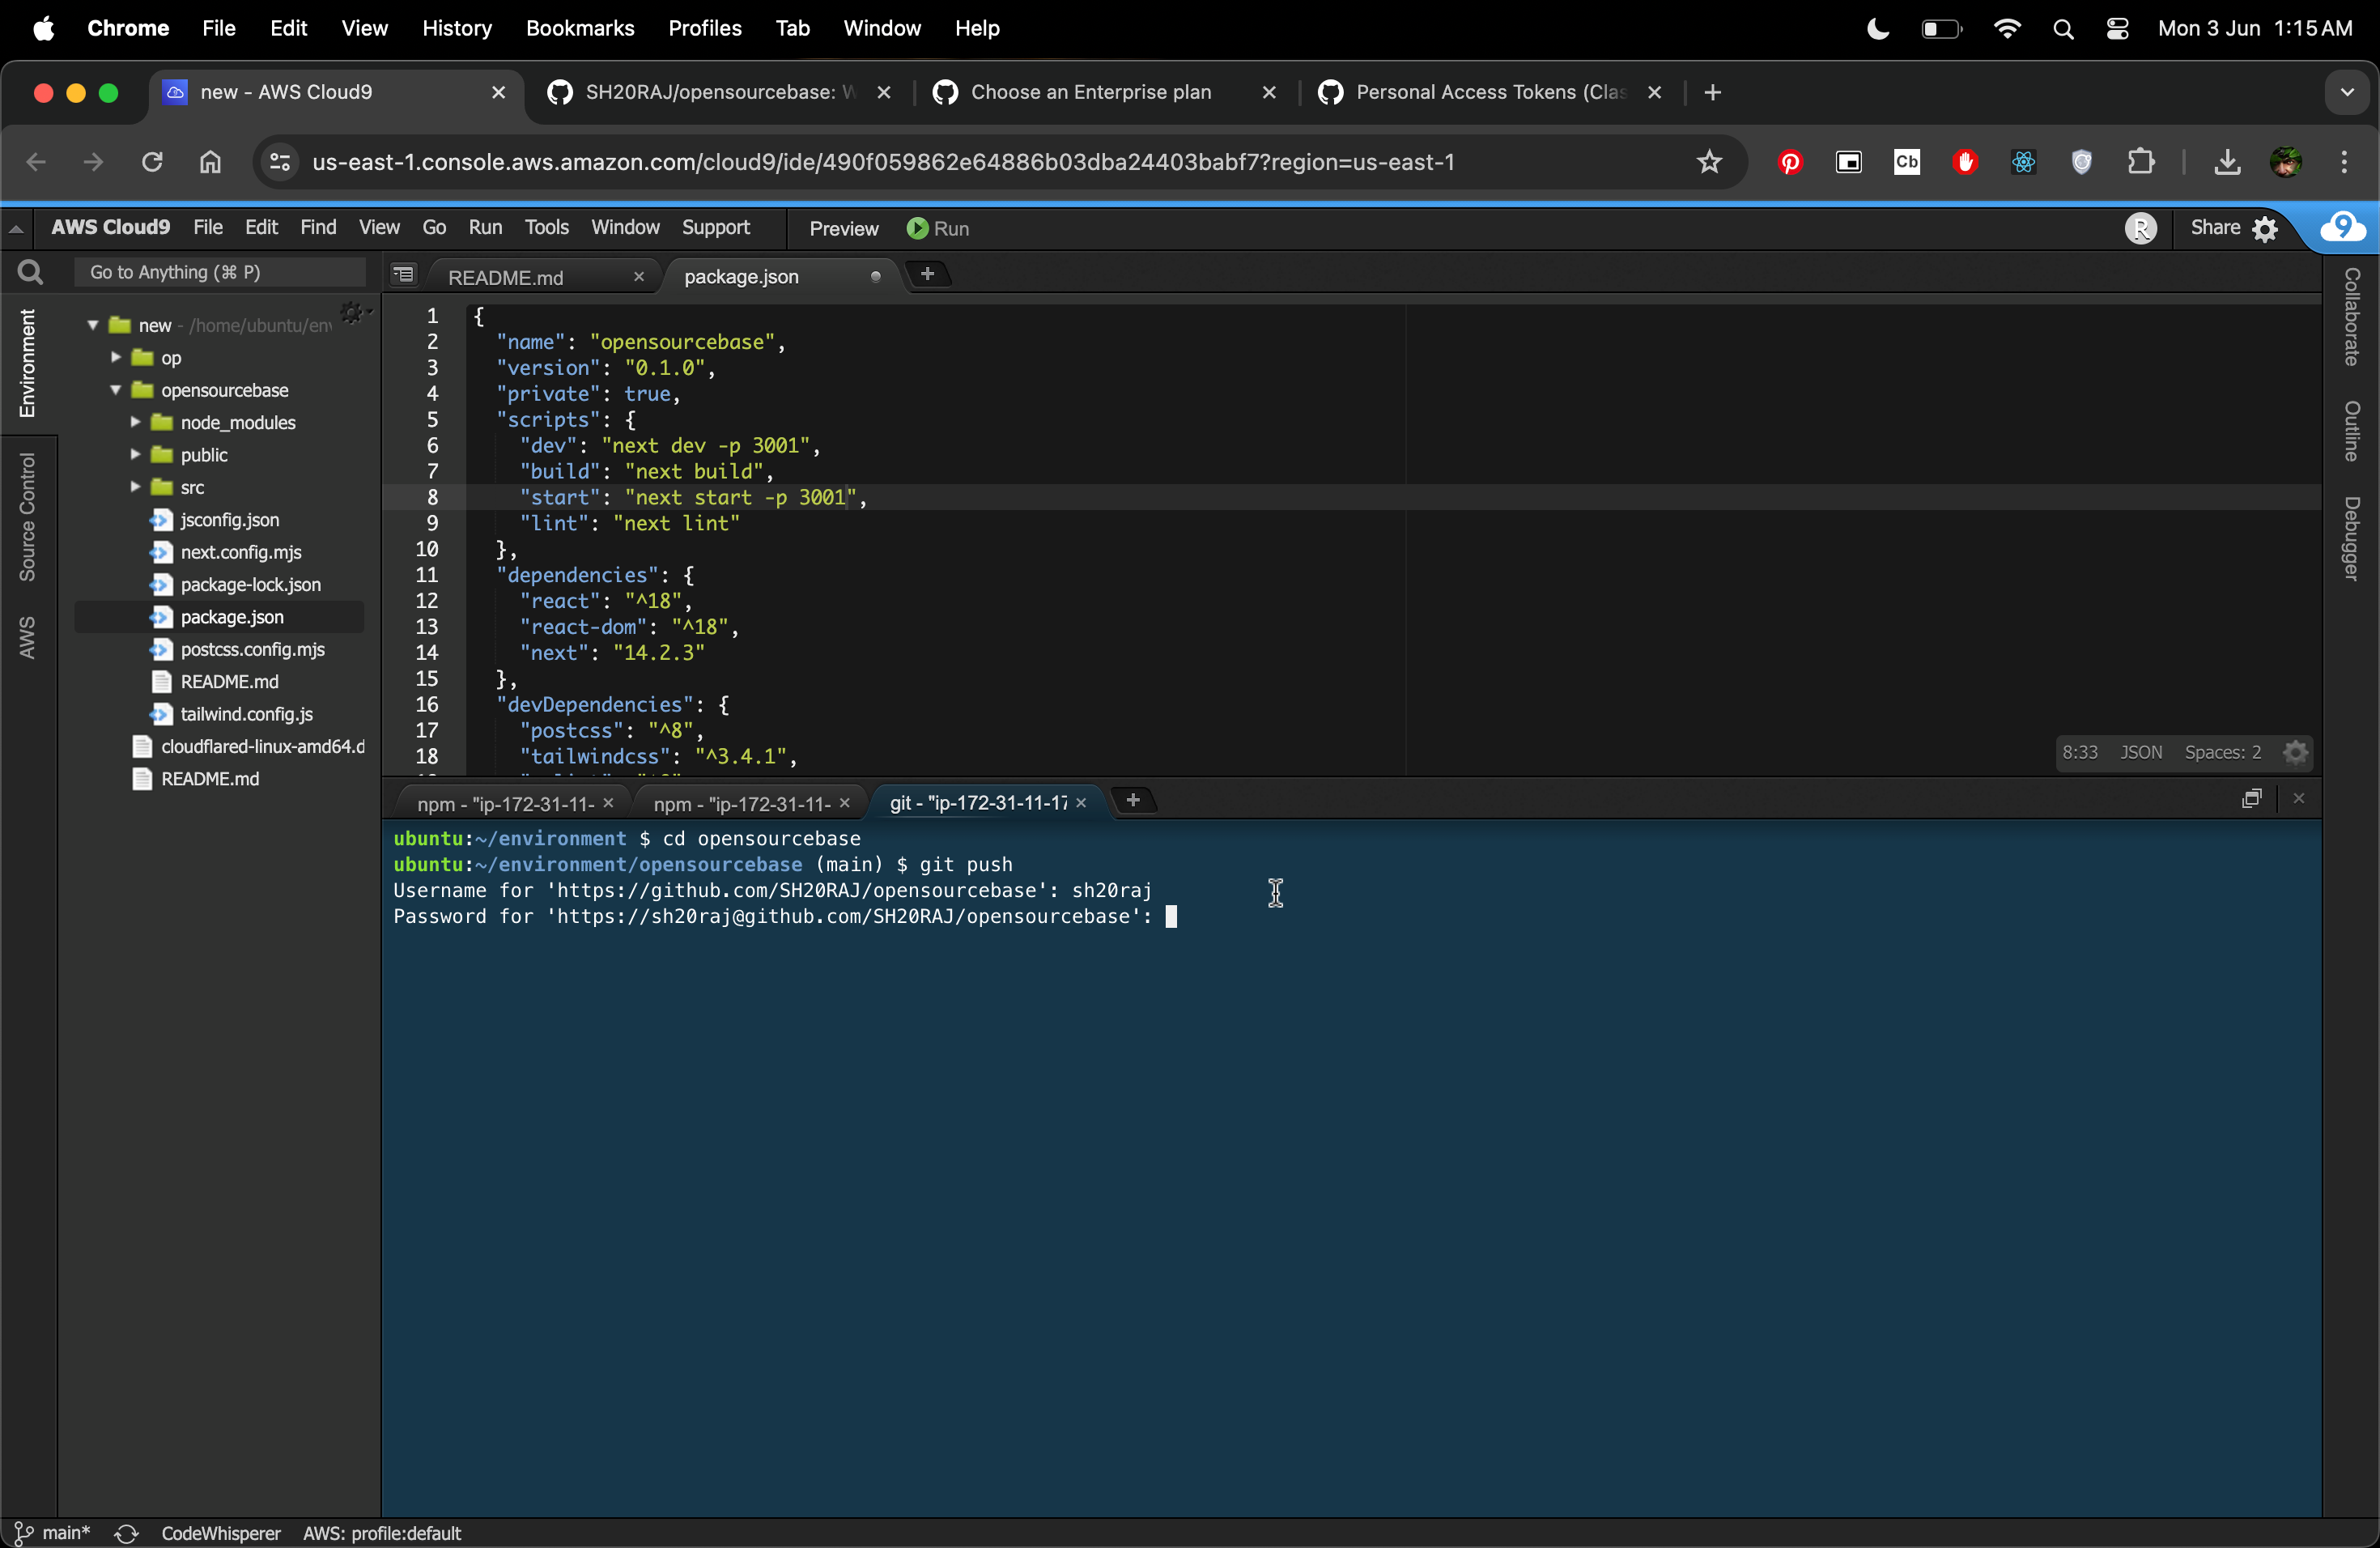 Chrome File Edit View History Bookmarks Profiles Tab Window Help Mon 3 Jun 1:15 AM
new - AWS Cloud9 SH20RAJ/opensourcebase: W Choose an Enterprise plan Personal Access Tokens (Clas
us-east-1.console.aws.amazon.com/cloud9/ide/490f059862e64886b03dba24403babf7?region=us-east-1 Cb
AWS Cloud9 File Edit Find View Go Run Tools Window Support Preview Run R Share 9
Go to Anything (⌘ P)
README.md package.json
Environment
Source Control
AWS
new - /home/ubuntu/env
op
opensourcebase
node_modules
public
src
jsconfig.json
next.config.mjs
package-lock.json
package.json
postcss.config.mjs
README.md
tailwind.config.js
cloudflared-linux-amd64.d
README.md
1 {
2 "name": "opensourcebase",
3 "version": "0.1.0",
4 "private": true,
5 "scripts": {
6 "dev": "next dev -p 3001",
7 "build": "next build",
8 "start": "next start -p 3001",
9 "lint": "next lint"
10 },
11 "dependencies": {
12 "react": "^18",
13 "react-dom": "^18",
14 "next": "14.2.3"
15 },
16 "devDependencies": {
17 "postcss": "^8",
18 "tailwindcss": "^3.4.1",
8:33 JSON Spaces: 2
Collaborate
Outline
Debugger
npm - "ip-172-31-11- npm - "ip-172-31-11- git - "ip-172-31-11-17
ubuntu:~/environment $ cd opensourcebase
ubuntu:~/environment/opensourcebase (main) $ git push
Username for 'https://github.com/SH20RAJ/opensourcebase': sh20raj
Password for 'https://sh20raj@github.com/SH20RAJ/opensourcebase':
main* CodeWhisperer AWS: profile:default